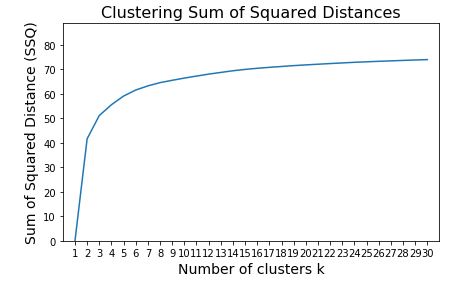 Clustering Sum of Squared Distances
Sum of Squared Distance (SSQ)
80
70
60
50
40
30
20
10
0
1 2 3 4 5 6 7 8 9 10 11 12 13 14 15 16 17 18 19 20 21 22 23 24 25 26 27 28 29 30
Number of clusters k